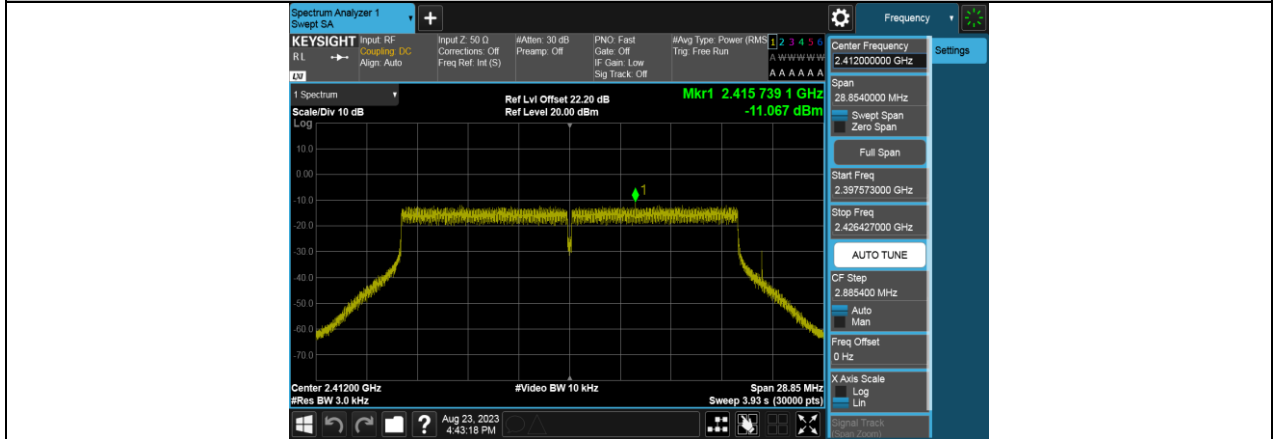 Spectrum Analyzer 1
Swept SA
+
Frequency
KEYSIGHT
RL
LXI
Input: RF
Coupling: DC
Align: Auto
Input Z: 50 Ω
Corrections: Off
Freq Ref: Int (S)
#Atten: 30 dB
Preamp: Off
PNO: Fast
Gate: Off
IF Gain: Low
Sig Track: Off
#Avg Type: Power (RMS
Trig: Free Run
1 2 3 4 5 6
A W W W W W
A A A A A A
1 Spectrum
Scale/Div 10 dB
Ref Lvl Offset 22.20 dB
Ref Level 20.00 dBm
Mkr1 2.415 739 1 GHz
-11.067 dBm
Log
10.0
0.00
-10.0
-20.0
-30.0
-40.0
-50.0
-60.0
-70.0
1
Center 2.41200 GHz
#Res BW 3.0 kHz
#Video BW 10 kHz
Span 28.85 MHz
Sweep 3.93 s (30000 pts)
Center Frequency
2.412000000 GHz
Settings
Span
28.8540000 MHz
Swept Span
Zero Span
Full Span
Start Freq
2.397573000 GHz
Stop Freq
2.426427000 GHz
AUTO TUNE
CF Step
2.885400 MHz
Auto
Man
Freq Offset
0 Hz
X Axis Scale
Log
Lin
Signal Track
(Span Zoom)
?
Aug 23, 2023
4:43:18 PM